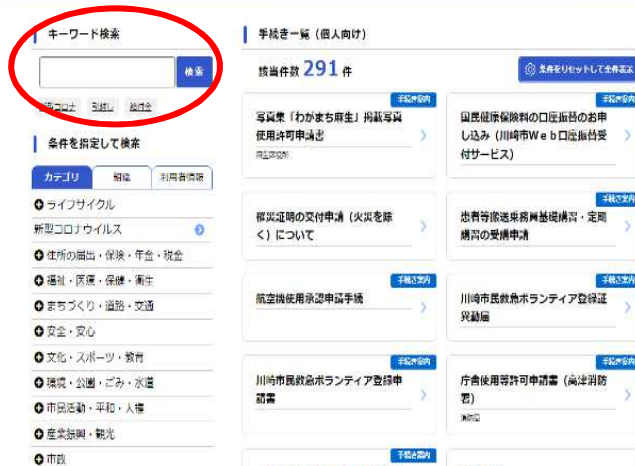 キーワード検索
検索
新型コロナ 引越し 給付金
条件を指定して検索
カテゴリ 組織 利用者情報
ライフサイクル
新型コロナウイルス
住所の届出・保険・年金・税金
福祉・医療・保健・衛生
まちづくり・道路・交通
安全・安心
文化・スポーツ・教育
環境・公園・ごみ・水道
市民活動・平和・人権
産業振興・観光
市政
手続き一覧（個人向け）
該当件数 291 件
条件をリセットして全件表示
手続き案内
写真集「わがまち麻生」掲載写真
使用許可申請書
麻生区役所
手続き案内
国民健康保険料の口座振替のお申
し込み（川崎市Ｗｅｂ口座振替受
付サービス）
罹災証明の交付申請（火災を除
く）について
手続き案内
患者等搬送乗務員基礎講習・定期
講習の受講申請
手続き案内
航空機使用承認申請手続
手続き案内
川崎市民救急ボランティア登録証
異動届
手続き案内
川崎市民救急ボランティア登録申
請書
手続き案内
庁舎使用等許可申請書（高津消防
署）
消防局
手続き案内